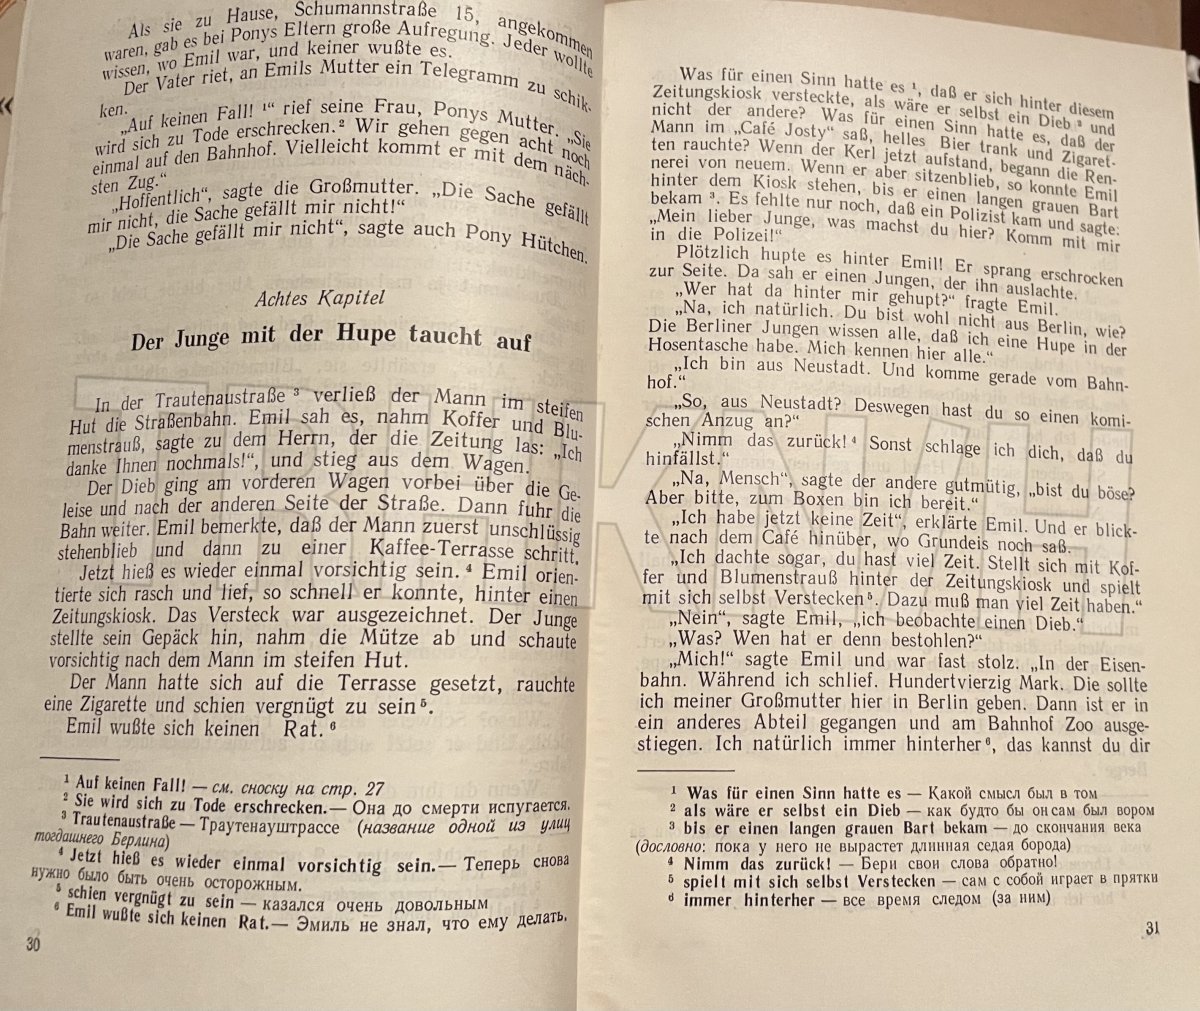 Als sie zu Hause, Schumannstraße 15, angekommen
waren, gab es bei Ponys Eltern große Aufregung. Jeder wollte
wissen, wo Emil war, und keiner wußte es.
Der Vater riet, an Emils Mutter ein Telegramm zu schik-
ken.
„Auf keinen Fall! ¹“ rief seine Frau, Ponys Mutter. „Sie
wird sich zu Tode erschrecken.² Wir gehen gegen acht noch
einmal auf den Bahnhof. Vielleicht kommt er mit dem näch-
sten Zug.“
„Hoffentlich“, sagte die Großmutter. „Die Sache gefällt
mir nicht, die Sache gefällt mir nicht!“
„Die Sache gefällt mir nicht“, sagte auch Pony Hütchen.
Achtes Kapitel
Der Junge mit der Hupe taucht auf
In der Trautenaustraße ³ verließ der Mann im steifen
Hut die Straßenbahn. Emil sah es, nahm Koffer und Blu-
menstrauß, sagte zu dem Herrn, der die Zeitung las: „Ich
danke Ihnen nochmals!“, und stieg aus dem Wagen.
Der Dieb ging am vorderen Wagen vorbei über die Ge-
leise und nach der anderen Seite der Straße. Dann fuhr die
Bahn weiter. Emil bemerkte, daß der Mann zuerst unschlüssig
stehenblieb und dann zu einer Kaffee-Terrasse schritt.
Jetzt hieß es wieder einmal vorsichtig sein. ⁴ Emil orien-
tierte sich rasch und lief, so schnell er konnte, hinter einen
Zeitungskiosk. Das Versteck war ausgezeichnet. Der Junge
stellte sein Gepäck hin, nahm die Mütze ab und schaute
vorsichtig nach dem Mann im steifen Hut.
Der Mann hatte sich auf die Terrasse gesetzt, rauchte
eine Zigarette und schien vergnügt zu sein⁵.
Emil wußte sich keinen Rat. ⁶
¹ Auf keinen Fall! — см. сноску на стр. 27
² Sie wird sich zu Tode erschrecken.— Она до смерти испугается.
³ Trautenaustraße — Траутенауштрассе (название одной из улиц
тогдашнего Берлина)
⁴ Jetzt hieß es wieder einmal vorsichtig sein.— Теперь снова
нужно было быть очень осторожным.
⁵ schien vergnügt zu sein — казался очень довольным
⁶ Emil wußte sich keinen Rat.— Эмиль не знал, что ему делать.
30
Was für einen Sinn hatte es ¹, daß er sich hinter diesem
Zeitungskiosk versteckte, als wäre er selbst ein Dieb ² und
nicht der andere? Was für einen Sinn hatte es, daß der
Mann im „Café Josty“ saß, helles Bier trank und Zigaret-
ten rauchte? Wenn der Kerl jetzt aufstand, begann die Ren-
nerei von neuem. Wenn er aber sitzenblieb, so konnte Emil
hinter dem Kiosk stehen, bis er einen langen grauen Bart
bekam ³. Es fehlte nur noch, daß ein Polizist kam und sagte:
„Mein lieber Junge, was machst du hier? Komm mit mir
in die Polizei!“
Plötzlich hupte es hinter Emil! Er sprang erschrocken
zur Seite. Da sah er einen Jungen, der ihn auslachte.
„Wer hat da hinter mir gehupt?“ fragte Emil.
„Na, ich natürlich. Du bist wohl nicht aus Berlin, wie?
Die Berliner Jungen wissen alle, daß ich eine Hupe in der
Hosentasche habe. Mich kennen hier alle.“
„Ich bin aus Neustadt. Und komme gerade vom Bahn-
hof.“
„So, aus Neustadt? Deswegen hast du so einen komi-
schen Anzug an?“
„Nimm das zurück! ⁴ Sonst schlage ich dich, daß du
hinfällst.“
„Na, Mensch“, sagte der andere gutmütig, „bist du böse?
Aber bitte, zum Boxen bin ich bereit.“
„Ich habe jetzt keine Zeit“, erklärte Emil. Und er blick-
te nach dem Café hinüber, wo Grundeis noch saß.
„Ich dachte sogar, du hast viel Zeit. Stellt sich mit Kof-
fer und Blumenstrauß hinter der Zeitungskiosk und spielt
mit sich selbst Verstecken⁵. Dazu muß man viel Zeit haben.“
„Nein“, sagte Emil, „ich beobachte einen Dieb.“
„Was? Wen hat er denn bestohlen?“
„Mich!“ sagte Emil und war fast stolz. „In der Eisen-
bahn. Während ich schlief. Hundertvierzig Mark. Die sollte
ich meiner Großmutter hier in Berlin geben. Dann ist er in
ein anderes Abteil gegangen und am Bahnhof Zoo ausge-
stiegen. Ich natürlich immer hinterher⁶, das kannst du dir
¹ Was für einen Sinn hatte es — Какой смысл был в том
² als wäre er selbst ein Dieb — как будто бы он сам был вором
³ bis er einen langen grauen Bart bekam — до скончания века
(дословно: пока у него не вырастет длинная седая борода)
⁴ Nimm das zurück! — Бери свои слова обратно!
⁵ spielt mit sich selbst Verstecken — сам с собой играет в прятки
⁶ immer hinterher — все время следом (за ним)
31